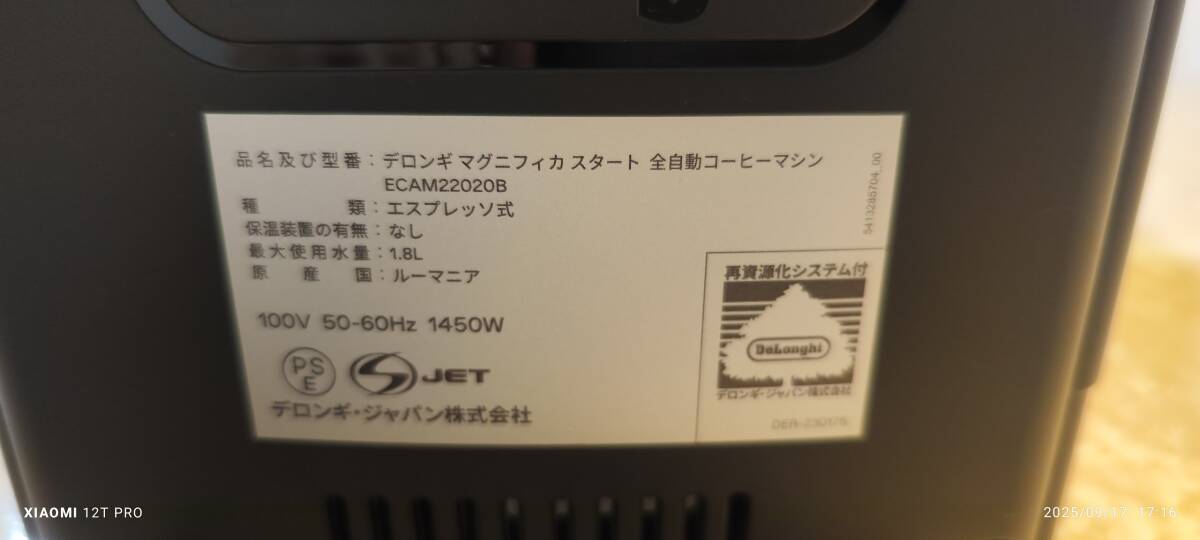 品名及び型番：デロンギ マグニフィカ スタート 全自動コーヒーマシン
ECAM22020B
種類：エスプレッソ式
保温装置の有無：なし
最大使用水量：1.8L
原産国：ルーマニア
5413285704_00
100V 50-60Hz 1450W
PS
E
JET
デロンギ・ジャパン株式会社
再資源化システム付
DeLonghi
デロンギ・ジャパン株式会社
XIAOMI 12T PRO
2025/09/17 17:16